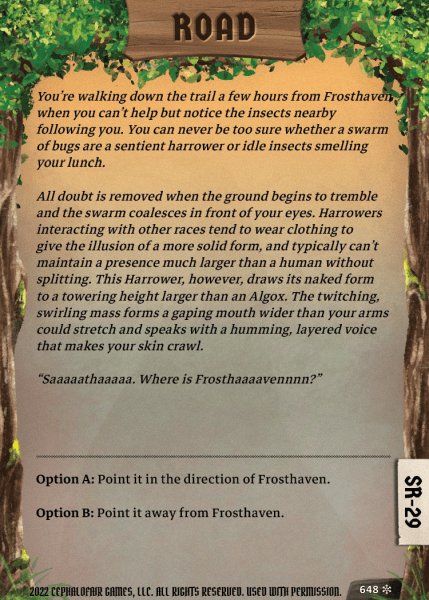 ROAD
You're walking down the trail a few hours from Frosthaven
when you can't help but notice the insects nearby
following you. You can never be too sure whether a swarm
of bugs are a sentient harrower or idle insects smelling
your lunch.
All doubt is removed when the ground begins to tremble
and the swarm coalesces in front of your eyes. Harrowers
interacting with other races tend to wear clothing to
give the illusion of a more solid form, and typically can't
maintain a presence much larger than a human without
splitting. This Harrower, however, draws its naked form
to a towering height larger than an Algox. The twitching,
swirling mass forms a gaping mouth wider than your arms
could stretch and speaks with a humming, layered voice
that makes your skin crawl.
“Saaaaathaaaaa. Where is Frosthaaaavennnn?”
Option A: Point it in the direction of Frosthaven.
Option B: Point it away from Frosthaven.
SR-29
2022 CEPHALOFAIR GAMES, LLC. ALL RIGHTS RESERVED. USED WITH PERMISSION.
648